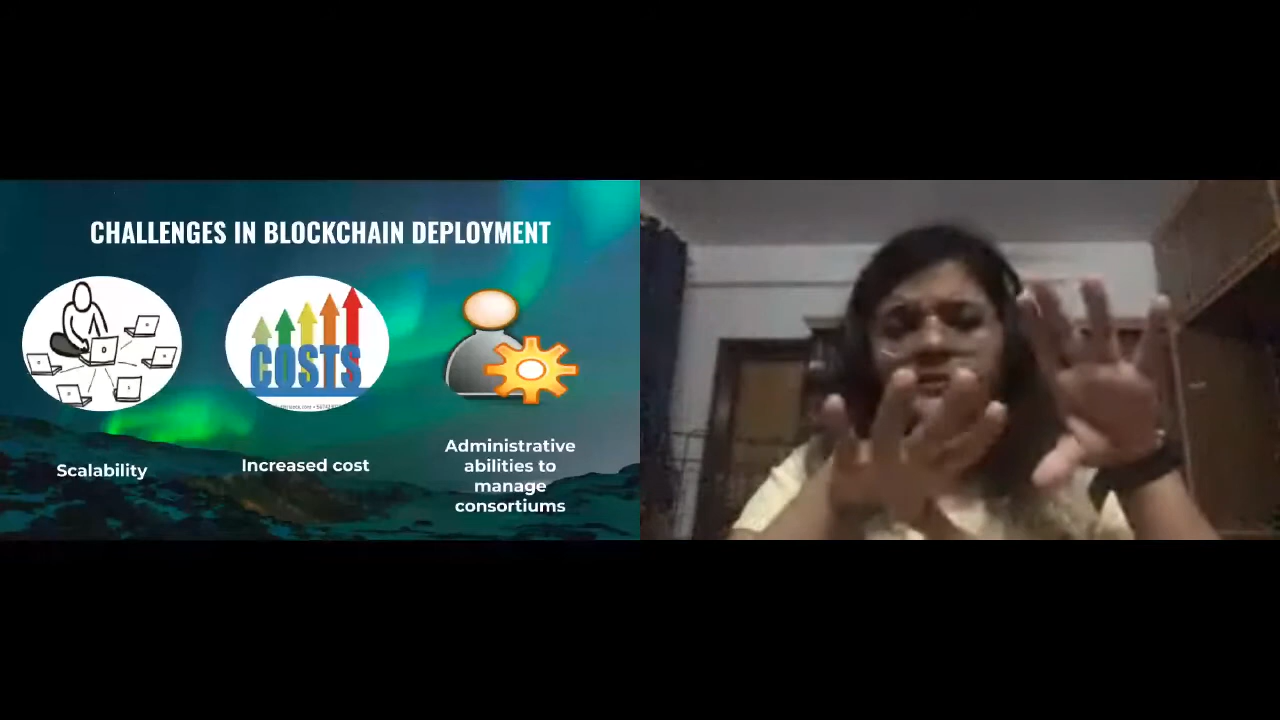 CHALLENGES IN BLOCKCHAIN DEPLOYMENT
COSTS
Scalability
Increased cost
Administrative
abilities to
manage
consortiums